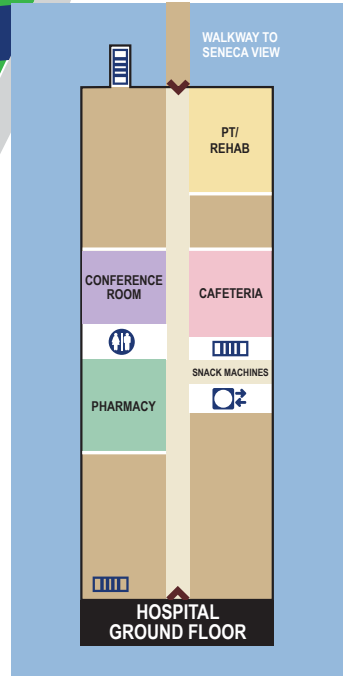 WALKWAY TO
SENECA VIEW
PT/
REHAB
CONFERENCE
ROOM
CAFETERIA
SNACK MACHINES
PHARMACY
HOSPITAL
GROUND FLOOR